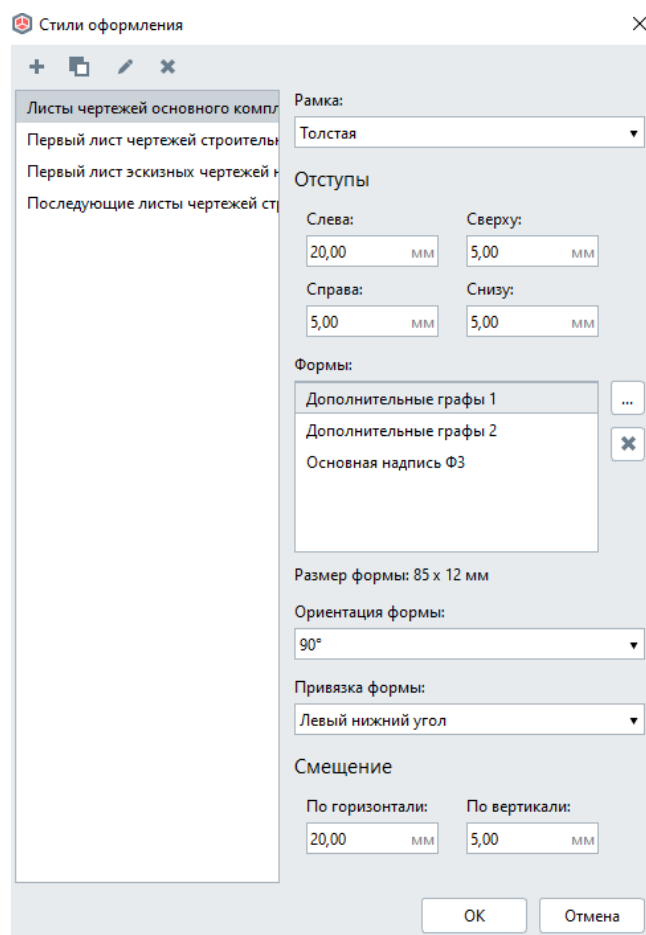 Стили оформления
Листы чертежей основного компл
Первый лист чертежей строительн
Первый лист эскизных чертежей н
Последующие листы чертежей стр
Рамка:
Толстая
Отступы
Слева: Сверху:
20,00 мм 5,00 мм
Справа: Снизу:
5,00 мм 5,00 мм
Формы:
Дополнительные графы 1
...
Дополнительные графы 2
Основная надпись Ф3
Размер формы: 85 x 12 мм
Ориентация формы:
90°
Привязка формы:
Левый нижний угол
Смещение
По горизонтали: По вертикали:
20,00 мм 5,00 мм
ОК Отмена